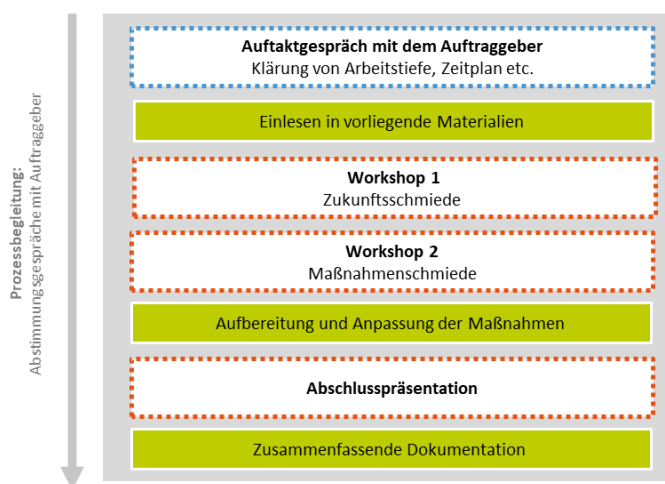 Prozessbegleitung:
Abstimmungsgespräche mit Auftraggeber
Auftaktgespräch mit dem Auftraggeber
Klärung von Arbeitstiefe, Zeitplan etc.
Einlesen in vorliegende Materialien
Workshop 1
Zukunftsschmiede
Workshop 2
Maßnahmenschmiede
Aufbereitung und Anpassung der Maßnahmen
Abschlusspräsentation
Zusammenfassende Dokumentation